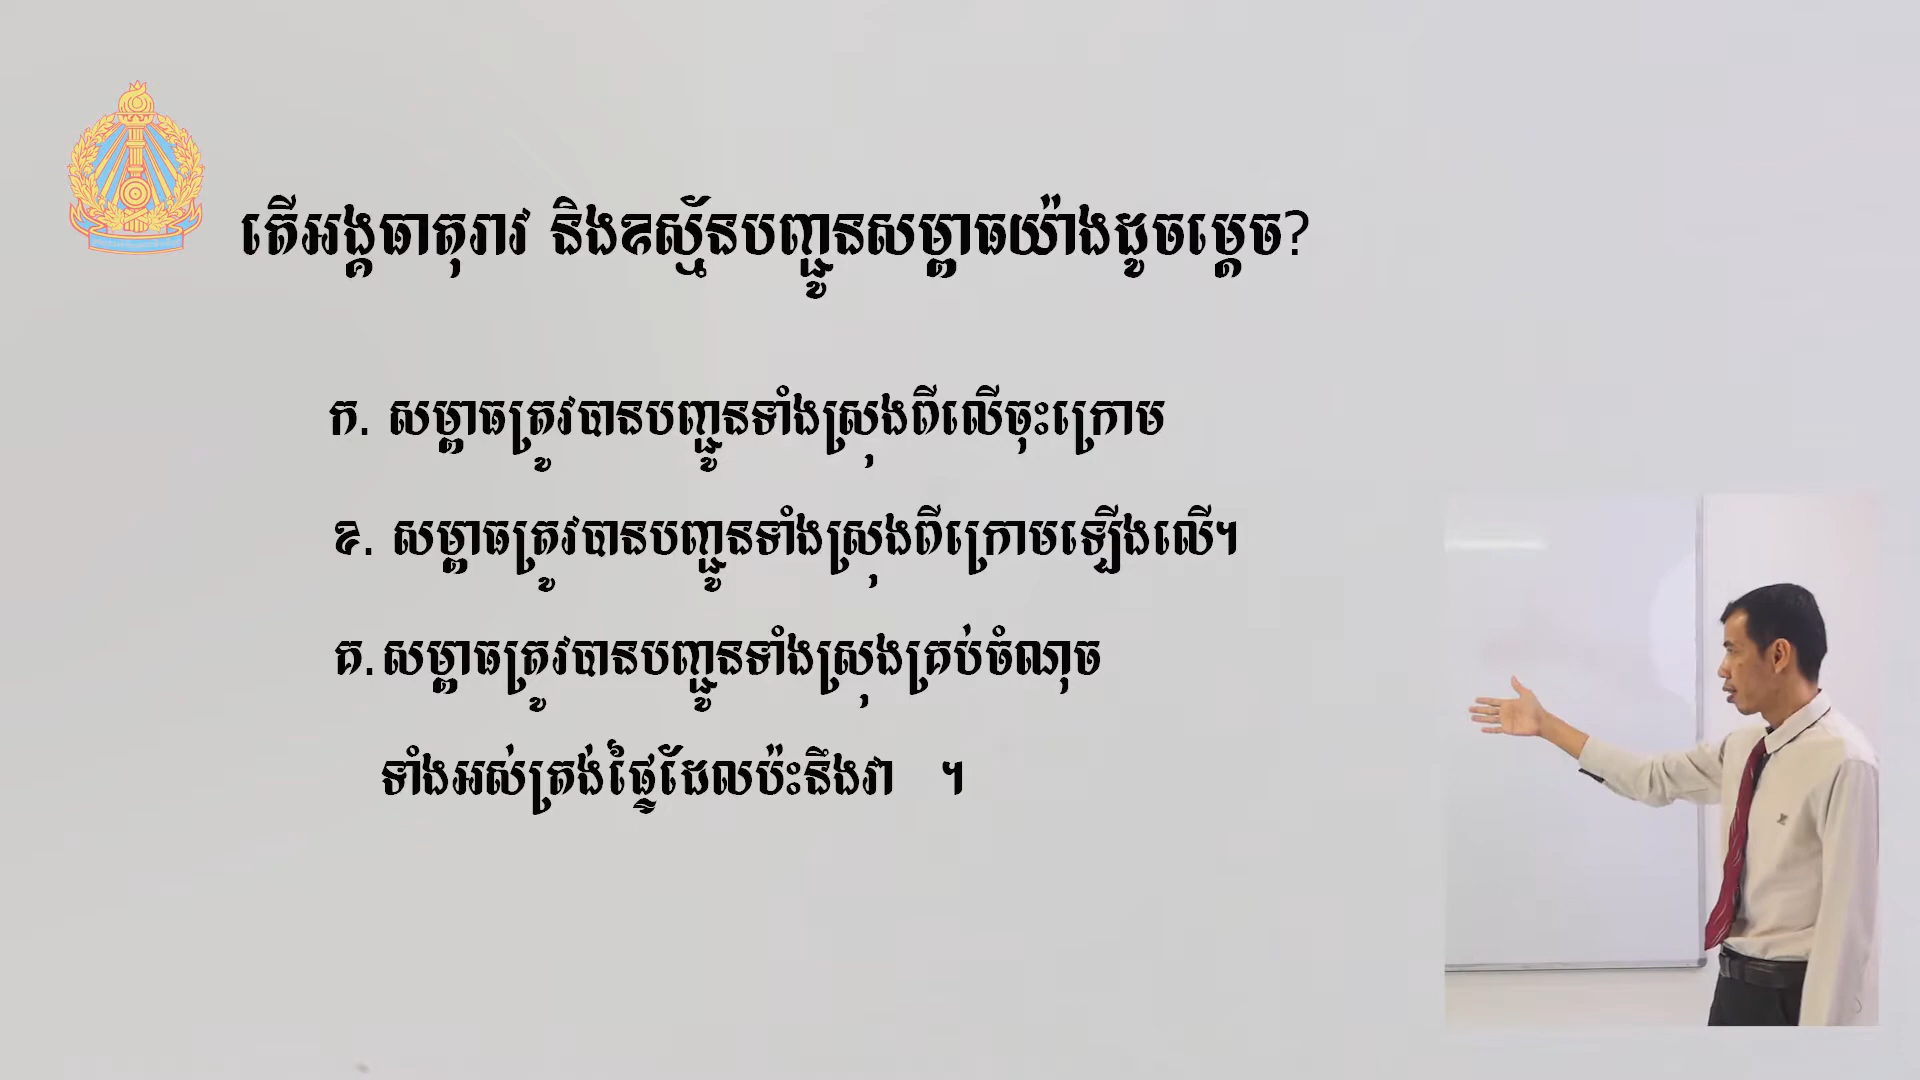 តើអង្គធាតុរាវ និងឧស្ម័នបញ្ជូនសម្ពាធយ៉ាងដូចម្ដេច?
ក. សម្ពាធត្រូវបានបញ្ជូនទាំងស្រុងពីលើចុះក្រោម
ខ. សម្ពាធត្រូវបានបញ្ជូនទាំងស្រុងពីក្រោមឡើងលើ។
គ. សម្ពាធត្រូវបានបញ្ជូនទាំងស្រុងគ្រប់ចំណុច
ទាំងអស់ត្រង់ផ្ទៃដែលប៉ះនឹងវា ។